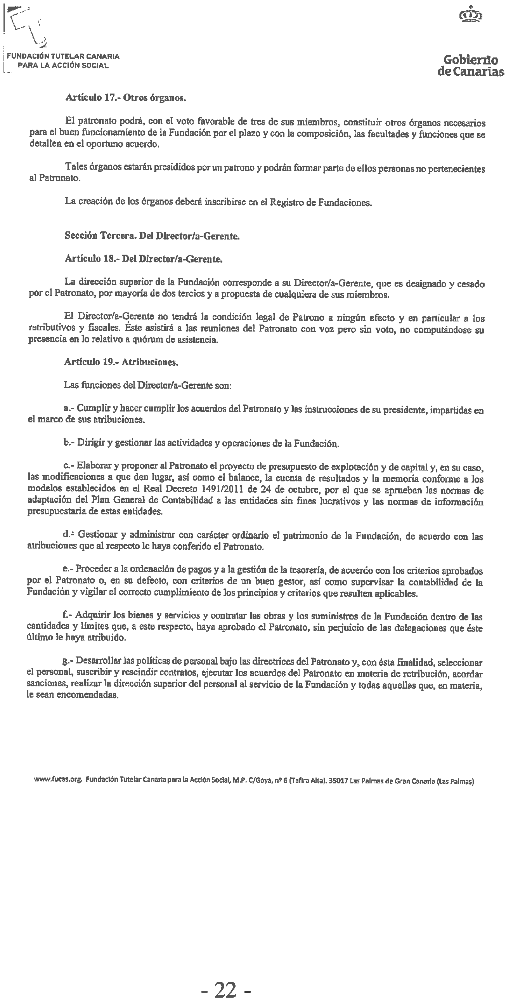 FUNDACIÓN TUTELAR CANARIA
PARA LA ACCIÓN SOCIAL
Gobierno
de Canarias
Artículo 17.- Otros órganos.
El patronato podrá, con el voto favorable de tres de sus miembros, constituir otros órganos necesarios
para el buen funcionamiento de la Fundación por el plazo y con la composición, las facultades y funciones que se
detallen en el oportuno acuerdo.
Tales órganos estarán presididos por un patrono y podrán formar parte de ellos personas no pertenecientes
al Patronato.
La creación de los órganos deberá inscribirse en el Registro de Fundaciones.
Sección Tercera. Del Director/a-Gerente.
Artículo 18.- Del Director/a-Gerente.
La dirección superior de la Fundación corresponde a su Director/a-Gerente, que es designado y cesado
por el Patronato, por mayoría de dos tercios y a propuesta de cualquiera de sus miembros.
El Director/a-Gerente no tendrá la condición legal de Patrono a ningún efecto y en particular a los
retributivos y fiscales. Éste asistirá a las reuniones del Patronato con voz pero sin voto, no computándose su
presencia en lo relativo a quórum de asistencia.
Artículo 19.- Atribuciones.
Las funciones del Director/a-Gerente son:
a.- Cumplir y hacer cumplir los acuerdos del Patronato y las instrucciones de su presidente, impartidas en
el marco de sus atribuciones.
b.- Dirigir y gestionar las actividades y operaciones de la Fundación.
c.- Elaborar y proponer al Patronato el proyecto de presupuesto de explotación y de capital y, en su caso,
las modificaciones a que den lugar, así como el balance, la cuenta de resultados y la memoria conforme a los
modelos establecidos en el Real Decreto 1491/2011 de 24 de octubre, por el que se aprueban las normas de
adaptación del Plan General de Contabilidad a las entidades sin fines lucrativos y las normas de información
presupuestaria de estas entidades.
d.- Gestionar y administrar con carácter ordinario el patrimonio de la Fundación, de acuerdo con las
atribuciones que al respecto le haya conferido el Patronato.
e.- Proceder a la ordenación de pagos y a la gestión de la tesorería, de acuerdo con los criterios aprobados
por el Patronato o, en su defecto, con criterios de un buen gestor, así como supervisar la contabilidad de la
Fundación y vigilar el correcto cumplimiento de los principios y criterios que resulten aplicables.
f.- Adquirir los bienes y servicios y contratar las obras y los suministros de la Fundación dentro de las
cantidades y límites que, a este respecto, haya aprobado el Patronato, sin perjuicio de las delegaciones que éste
último le haya atribuido.
g.- Desarrollar las políticas de personal bajo las directrices del Patronato y, con ésta finalidad, seleccionar
el personal, suscribir y rescindir contratos, ejecutar los acuerdos del Patronato en materia de retribución, acordar
sanciones, realizar la dirección superior del personal al servicio de la Fundación y todas aquellas que, en materia,
le sean encomendadas.
www.fucas.org. Fundación Tutelar Canaria para la Acción Social, M.P. C/Goya, nº 6 (Tafira Alta). 35017 Las Palmas de Gran Canaria (Las Palmas)
- 22 -